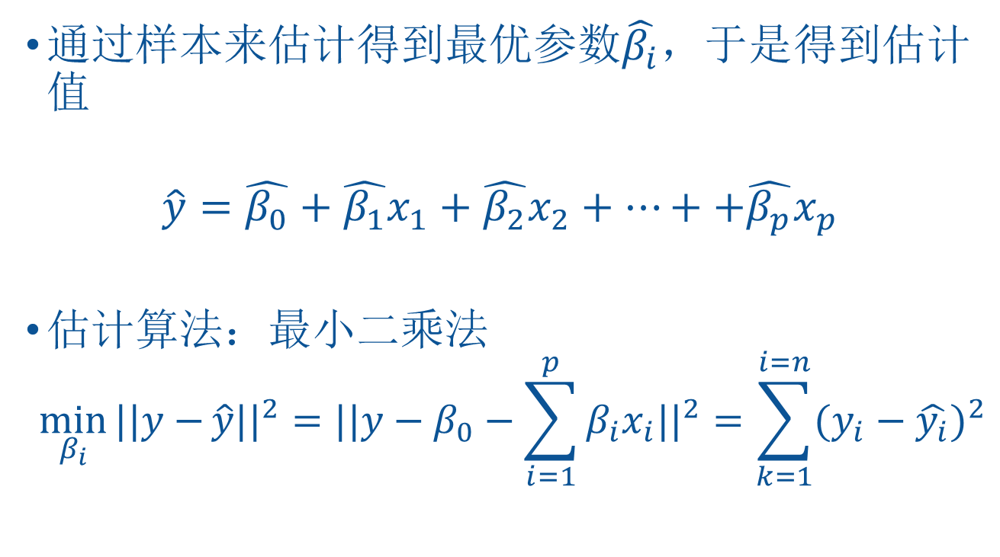 •通过样本来估计得到最优参数$\widehat{\beta_i}$，于是得到估计
值
$\hat{y} = \widehat{\beta_0} + \widehat{\beta_1}x_1 + \widehat{\beta_2}x_2 + \cdots + +\widehat{\beta_p}x_p$
•估计算法：最小二乘法
$\min_{\beta_i} ||y - \hat{y}||^2 = ||y - \beta_0 - \sum_{i=1}^{p} \beta_i x_i||^2 = \sum_{k=1}^{i=n} (y_i - \widehat{y_i})^2$